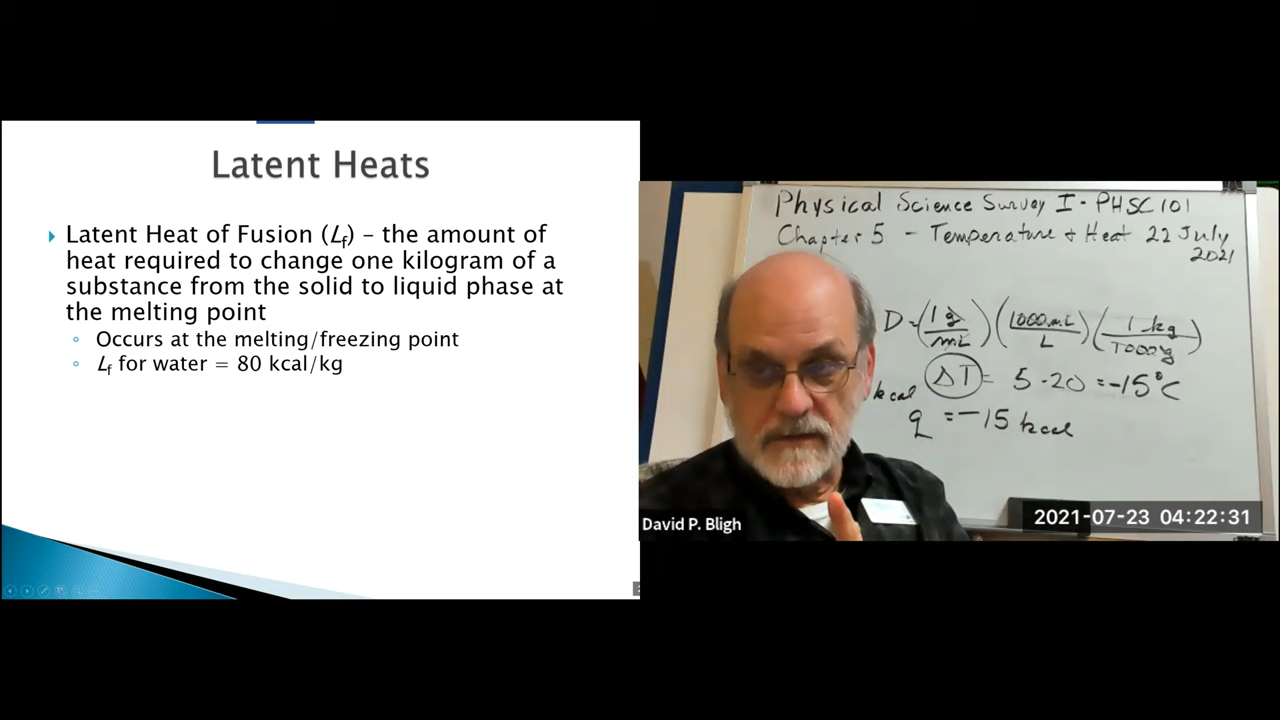 Latent Heats
Latent Heat of Fusion (Lf) – the amount of
heat required to change one kilogram of a
substance from the solid to liquid phase at
the melting point
Occurs at the melting/freezing point
Lf for water = 80 kcal/kg
Physical Science Survey I - PHSC 101
Chapter 5 - Temperature + Heat 22 July
2021
D = (1 g/mL) (1000 mL/L) (1 kg/1000 g)
kcal ΔT = 5 - 20 = -15°C
q = -15 kcal
David P. Bligh
2021-07-23 04:22:31